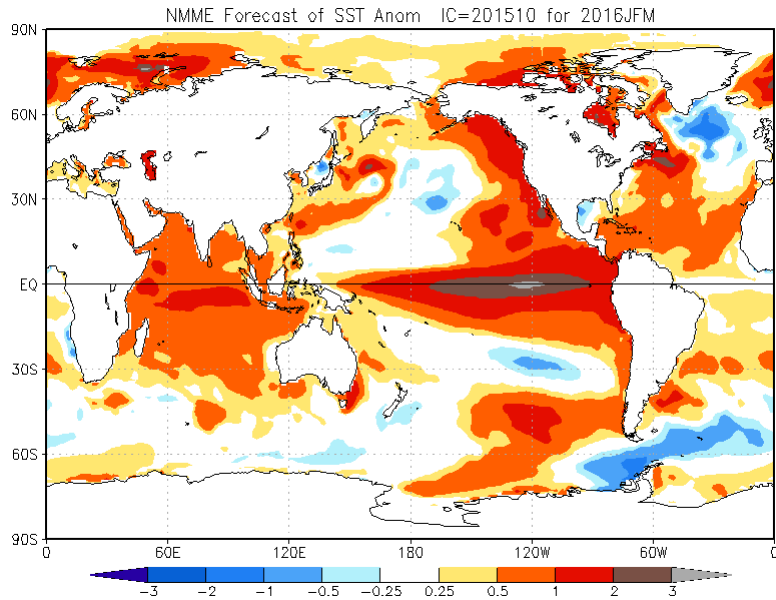 NMME Forecast of SST Anom IC=201510 for 2016JFM
90N
60N
30N
EQ
30S
60S
90S
0 60E 120E 180 120W 60W 0
-3 -2 -1 -0.5 -0.25 0.25 0.5 1 2 3